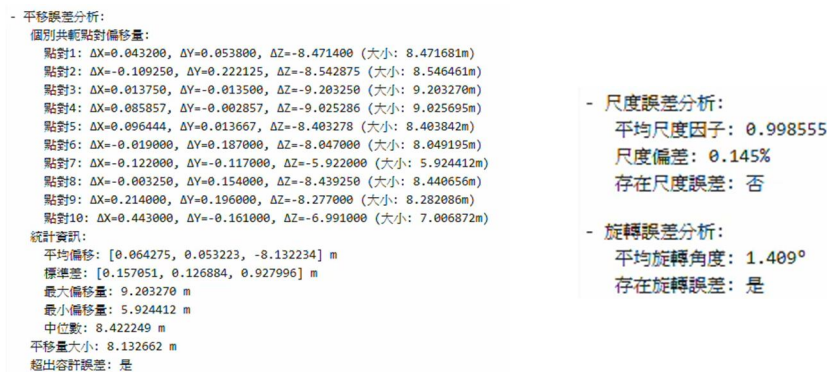 - 平移誤差分析:
個別共軛點對偏移量:
點對1: ΔX=0.043200, ΔY=0.053800, ΔZ=-8.471400 (大小: 8.471681m)
點對2: ΔX=-0.109250, ΔY=0.222125, ΔZ=-8.542875 (大小: 8.546461m)
點對3: ΔX=0.013750, ΔY=-0.013500, ΔZ=-9.203250 (大小: 9.203270m)
點對4: ΔX=0.085857, ΔY=-0.002857, ΔZ=-9.025286 (大小: 9.025695m)
點對5: ΔX=0.096444, ΔY=0.013667, ΔZ=-8.403278 (大小: 8.403842m)
點對6: ΔX=-0.019000, ΔY=0.187000, ΔZ=-8.047000 (大小: 8.049195m)
點對7: ΔX=-0.122000, ΔY=-0.117000, ΔZ=-5.922000 (大小: 5.924412m)
點對8: ΔX=-0.003250, ΔY=0.154000, ΔZ=-8.439250 (大小: 8.440656m)
點對9: ΔX=0.214000, ΔY=0.196000, ΔZ=-8.277000 (大小: 8.282086m)
點對10: ΔX=0.443000, ΔY=-0.161000, ΔZ=-6.991000 (大小: 7.006872m)
統計資訊:
平均偏移: [0.064275, 0.053223, -8.132234] m
標準差: [0.157051, 0.126884, 0.927996] m
最大偏移量: 9.203270 m
最小偏移量: 5.924412 m
中位數: 8.422249 m
平移量大小: 8.132662 m
超出容許誤差: 是
- 尺度誤差分析:
平均尺度因子: 0.998555
尺度偏差: 0.145%
存在尺度誤差: 否
- 旋轉誤差分析:
平均旋轉角度: 1.409°
存在旋轉誤差: 是